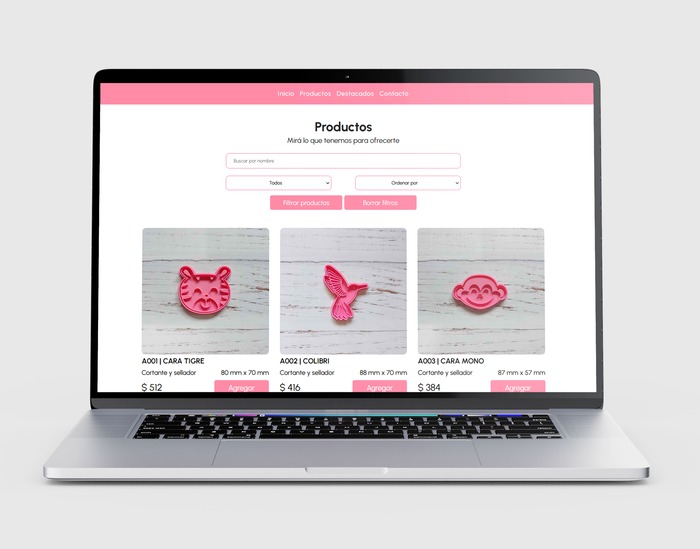 Inicio Productos Destacados Contacto
Productos
Mirá lo que tenemos para ofrecerte
Buscar por nombre
Todas Ordenar por
Filtrar productos Borrar filtros
A001 | CARA TIGRE
Cortante y sellador 80 mm x 70 mm
$ 512 Agregar
A002 | COLIBRI
Cortante y sellador 88 mm x 70 mm
$ 416 Agregar
A003 | CARA MONO
Cortante y sellador 87 mm x 57 mm
$ 384 Agregar